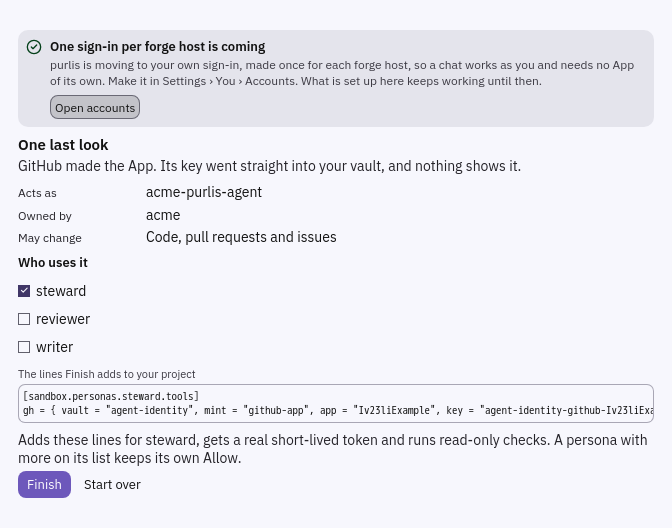 One sign-in per forge host is coming
purlis is moving to your own sign-in, made once for each forge host, so a chat works as you and needs no App
of its own. Make it in Settings › You › Accounts. What is set up here keeps working until then.
Open accounts
One last look
GitHub made the App. Its key went straight into your vault, and nothing shows it.
Acts as acme-purlis-agent
Owned by acme
May change Code, pull requests and issues
Who uses it
steward
reviewer
writer
The lines Finish adds to your project
[sandbox.personas.steward.tools]
gh = { vault = "agent-identity", mint = "github-app", app = "Iv23liExample", key = "agent-identity-github-Iv23liExa
Adds these lines for steward, gets a real short-lived token and runs read-only checks. A persona with
more on its list keeps its own Allow.
Finish Start over